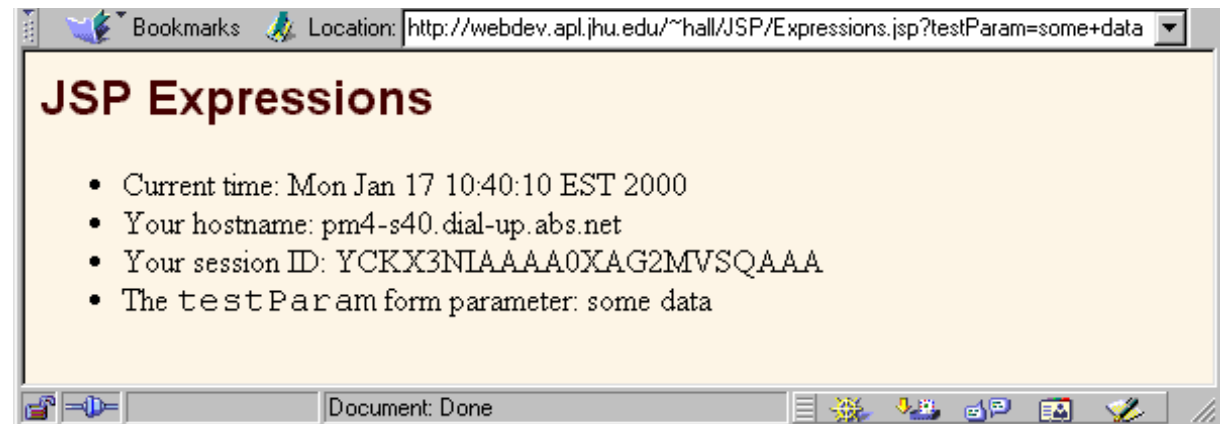 Bookmarks Location: http://webdev.apl.jhu.edu/~hall/JSP/Expressions.jsp?testParam=some+data
JSP Expressions
• Current time: Mon Jan 17 10:40:10 EST 2000
• Your hostname: pm4-s40.dial-up.abs.net
• Your session ID: YCKX3NIAAAA0XAG2MVSQAAA
• The testParam form parameter: some data
Document: Done